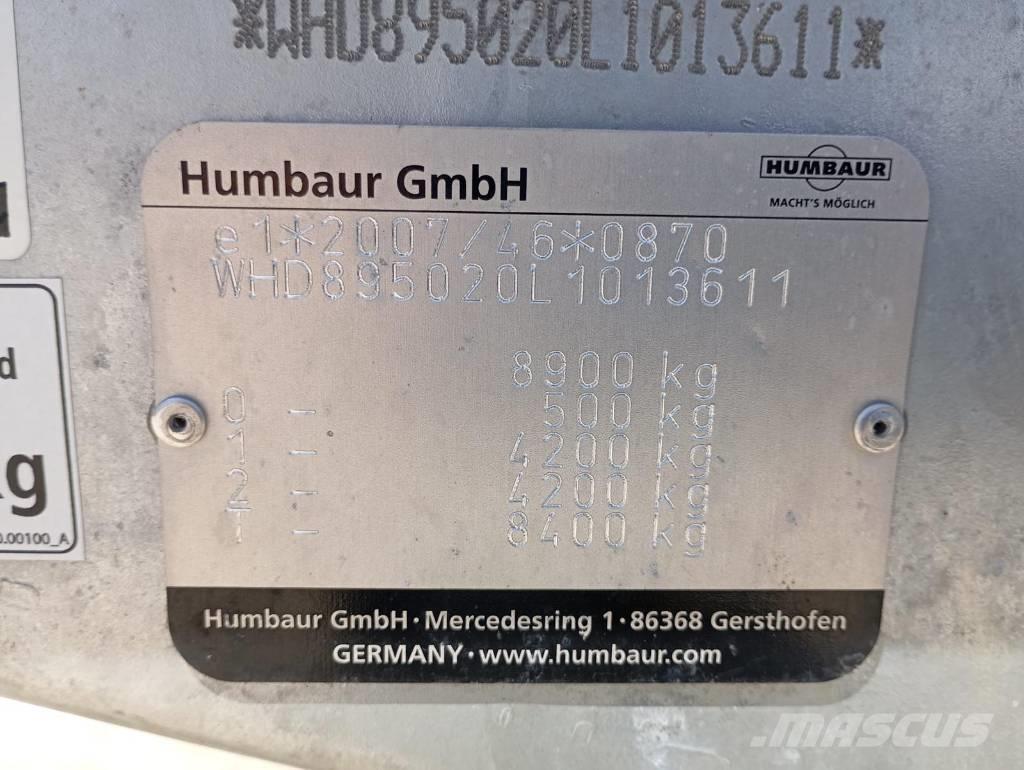 *WHD895020L1013611*
Humbaur GmbH
HUMBAUR
MACHT'S MÖGLICH
e1*2007/46*0870
WHD895020L1013611
8900 kg
0 - 500 kg
1 - 4200 kg
2 - 4200 kg
T - 8400 kg
d
kg
0.00100_A
Humbaur GmbH · Mercedesring 1 · 86368 Gersthofen
GERMANY · www.humbaur.com
MASCUS